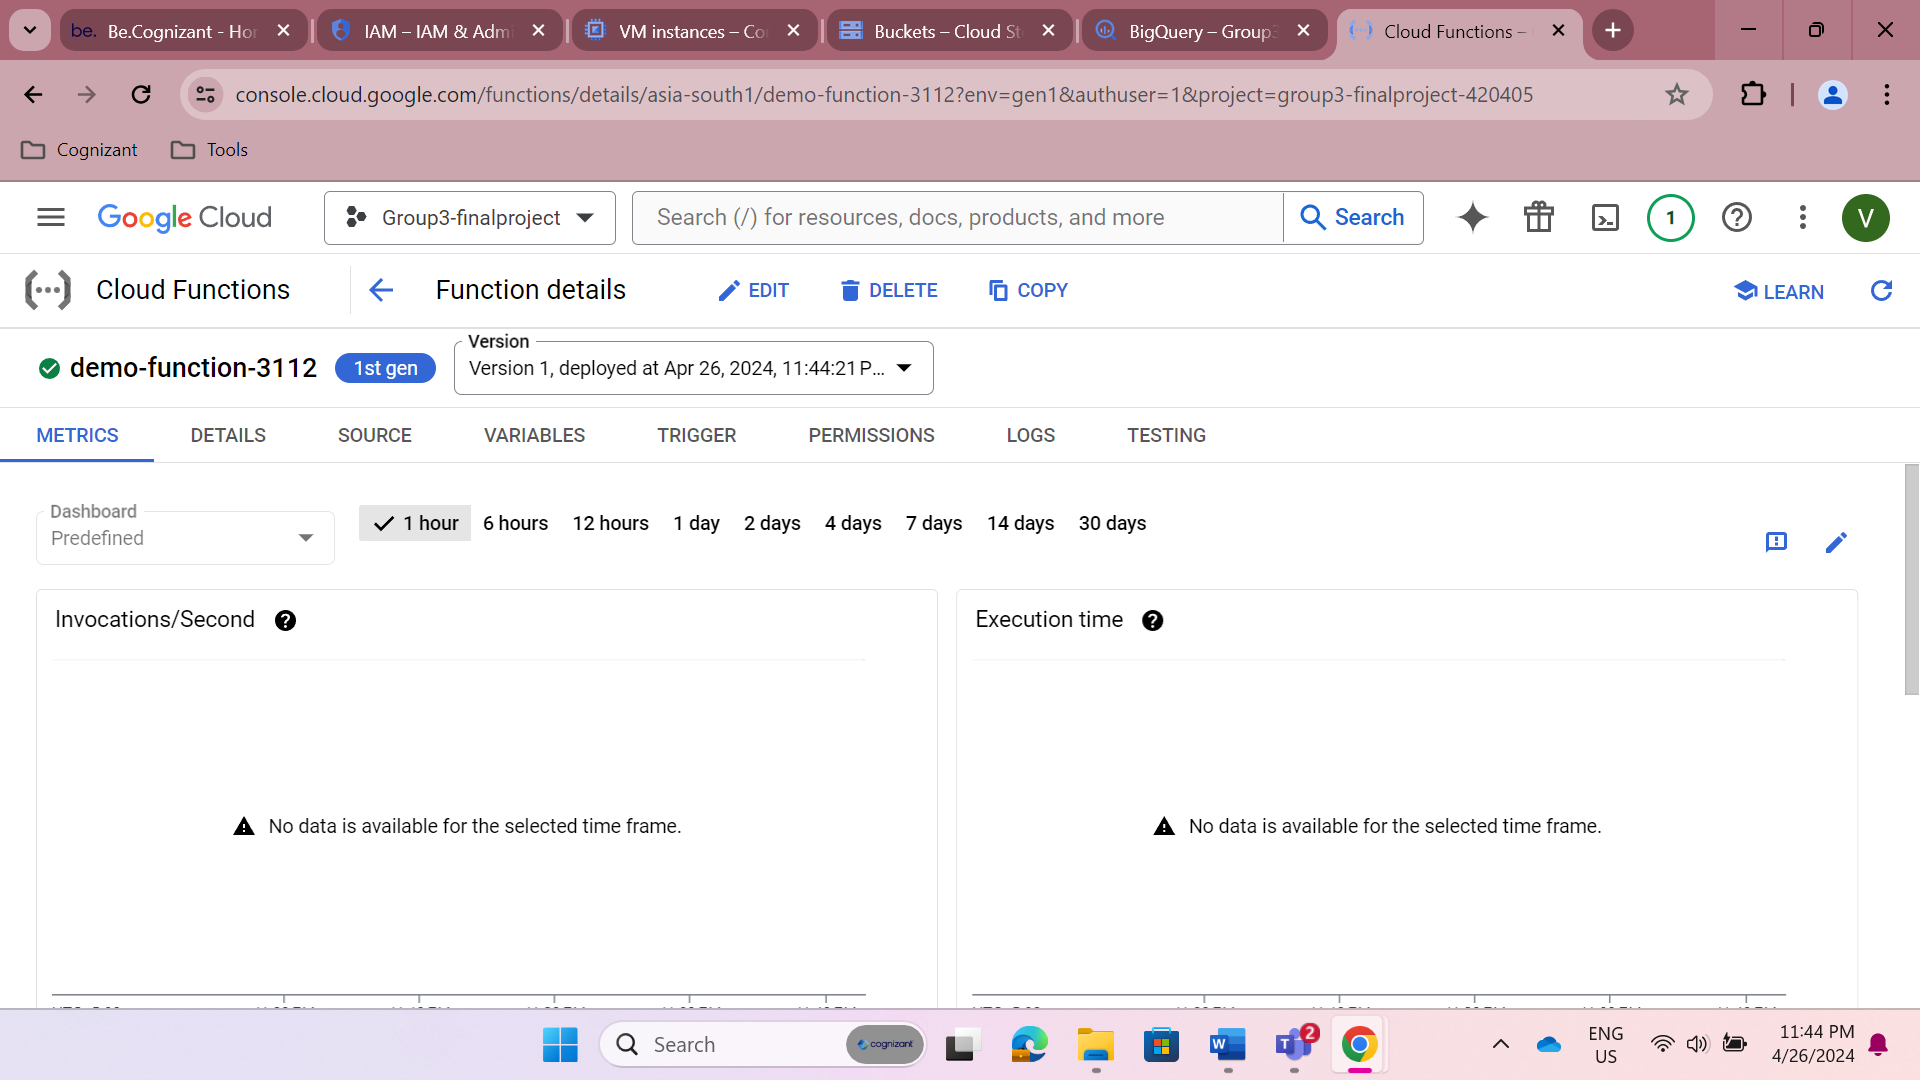 be. Be.Cognizant - Hor
IAM – IAM & Admi
VM instances – Co
Buckets – Cloud St
BigQuery – Group3
Cloud Functions –
console.cloud.google.com/functions/details/asia-south1/demo-function-3112?env=gen1&authuser=1&project=group3-finalproject-420405
Cognizant
Tools
Google Cloud
Group3-finalproject
Search (/) for resources, docs, products, and more
Search
1
V
Cloud Functions
Function details
EDIT
DELETE
COPY
LEARN
demo-function-3112
1st gen
Version
Version 1, deployed at Apr 26, 2024, 11:44:21 P...
METRICS
DETAILS
SOURCE
VARIABLES
TRIGGER
PERMISSIONS
LOGS
TESTING
Dashboard
Predefined
1 hour
6 hours
12 hours
1 day
2 days
4 days
7 days
14 days
30 days
Invocations/Second
No data is available for the selected time frame.
Execution time
No data is available for the selected time frame.
Search
cognizant
2
ENG
US
11:44 PM
4/26/2024